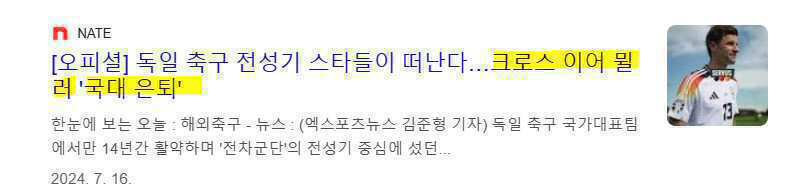 NATE
[오피셜] 독일 축구 전성기 스타들이 떠난다...크로스 이어 뮐
러 '국대 은퇴'
한눈에 보는 오늘 : 해외축구 - 뉴스 : (엑스포츠뉴스 김준형 기자) 독일 축구 국가대표팀
에서만 14년간 활약하며 '전차군단'의 전성기 중심에 섰던...
2024. 7. 16.
SERVUS
13